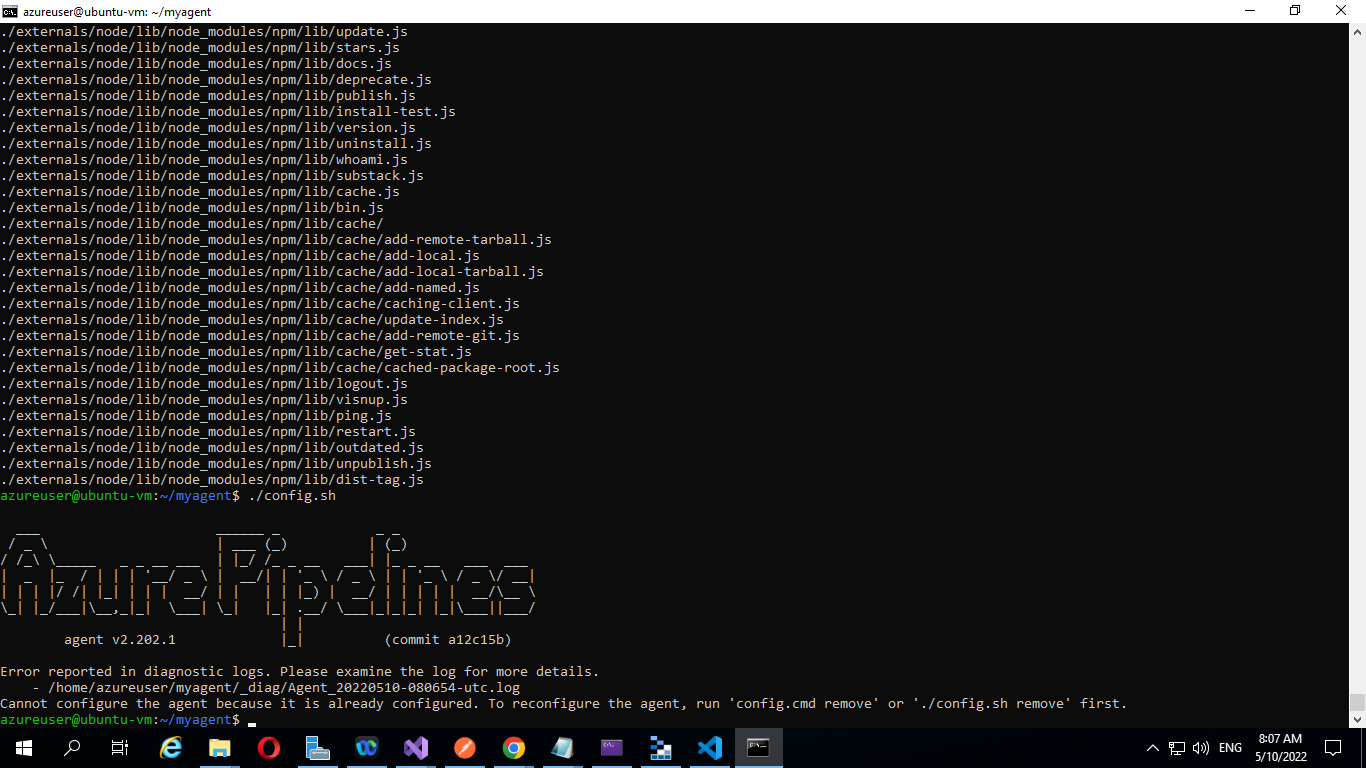 azureuser@ubuntu-vm: ~/myagent
./externals/node/lib/node_modules/npm/lib/update.js
./externals/node/lib/node_modules/npm/lib/stars.js
./externals/node/lib/node_modules/npm/lib/docs.js
./externals/node/lib/node_modules/npm/lib/deprecate.js
./externals/node/lib/node_modules/npm/lib/publish.js
./externals/node/lib/node_modules/npm/lib/install-test.js
./externals/node/lib/node_modules/npm/lib/version.js
./externals/node/lib/node_modules/npm/lib/uninstall.js
./externals/node/lib/node_modules/npm/lib/whoami.js
./externals/node/lib/node_modules/npm/lib/substack.js
./externals/node/lib/node_modules/npm/lib/cache.js
./externals/node/lib/node_modules/npm/lib/bin.js
./externals/node/lib/node_modules/npm/lib/cache/
./externals/node/lib/node_modules/npm/lib/cache/add-remote-tarball.js
./externals/node/lib/node_modules/npm/lib/cache/add-local.js
./externals/node/lib/node_modules/npm/lib/cache/add-local-tarball.js
./externals/node/lib/node_modules/npm/lib/cache/add-named.js
./externals/node/lib/node_modules/npm/lib/cache/caching-client.js
./externals/node/lib/node_modules/npm/lib/cache/update-index.js
./externals/node/lib/node_modules/npm/lib/cache/add-remote-git.js
./externals/node/lib/node_modules/npm/lib/cache/get-stat.js
./externals/node/lib/node_modules/npm/lib/cache/cached-package-root.js
./externals/node/lib/node_modules/npm/lib/logout.js
./externals/node/lib/node_modules/npm/lib/visnup.js
./externals/node/lib/node_modules/npm/lib/ping.js
./externals/node/lib/node_modules/npm/lib/restart.js
./externals/node/lib/node_modules/npm/lib/outdated.js
./externals/node/lib/node_modules/npm/lib/unpublish.js
./externals/node/lib/node_modules/npm/lib/dist-tag.js
azureuser@ubuntu-vm:~/myagent$ ./config.sh
Azure Pipelines
agent v2.202.1 (commit a12c15b)
Error reported in diagnostic logs. Please examine the log for more details.
- /home/azureuser/myagent/_diag/Agent_20220510-080654-utc.log
Cannot configure the agent because it is already configured. To reconfigure the agent, run 'config.cmd remove' or './config.sh remove' first.
azureuser@ubuntu-vm:~/myagent$
ENG
8:07 AM
5/10/2022